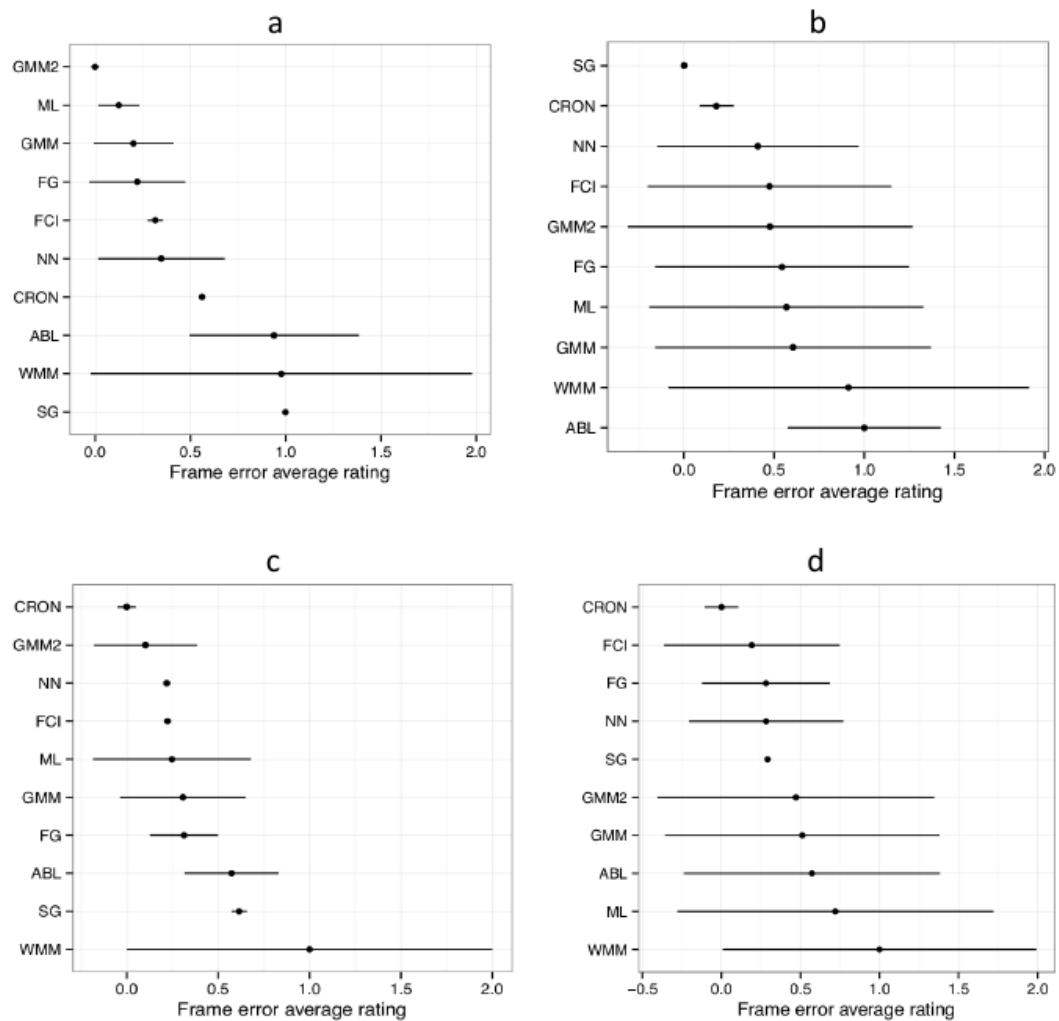 a
GMM2
ML
GMM
FG
FCI
NN
CRON
ABL
WMM
SG
0.0 0.5 1.0 1.5 2.0
Frame error average rating
b
SG
CRON
NN
FCI
GMM2
FG
ML
GMM
WMM
ABL
0.0 0.5 1.0 1.5 2.0
Frame error average rating
c
CRON
GMM2
NN
FCI
ML
GMM
FG
ABL
SG
WMM
0.0 0.5 1.0 1.5 2.0
Frame error average rating
d
CRON
FCI
FG
NN
SG
GMM2
GMM
ABL
ML
WMM
−0.5 0.0 0.5 1.0 1.5 2.0
Frame error average rating